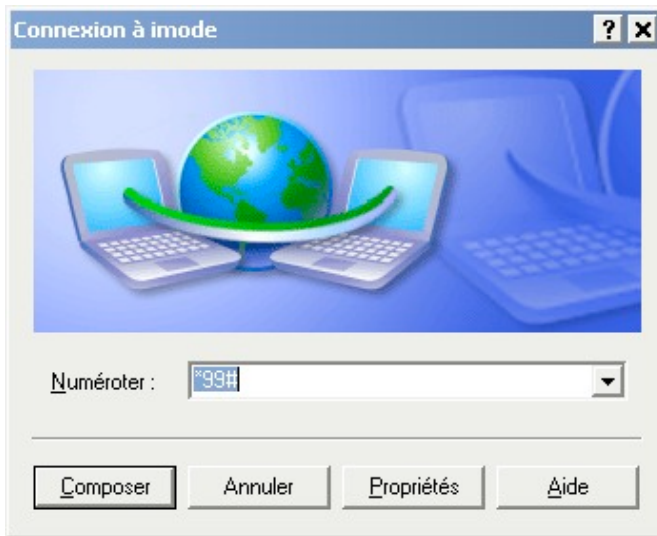 Connexion à imode
Numéroter : *99#
Composer Annuler Propriétés Aide